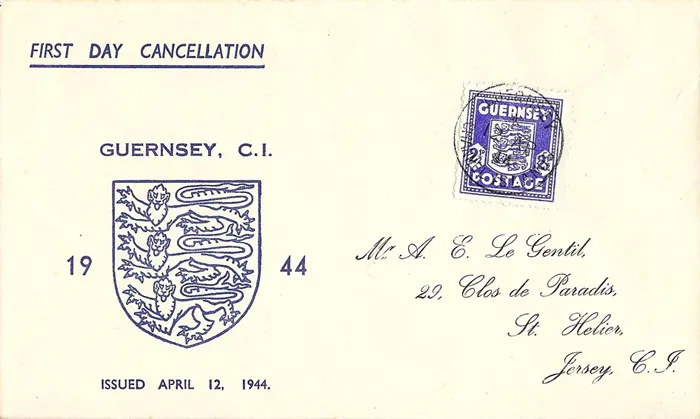 FIRST DAY CANCELLATION
GUERNSEY, C.I.
19 44
ISSUED APRIL 12, 1944.
GUERNSEY
POSTAGE
Mr A. E. Le Gentil,
29, Clos de Paradis,
St. Helier,
Jersey, C.I.